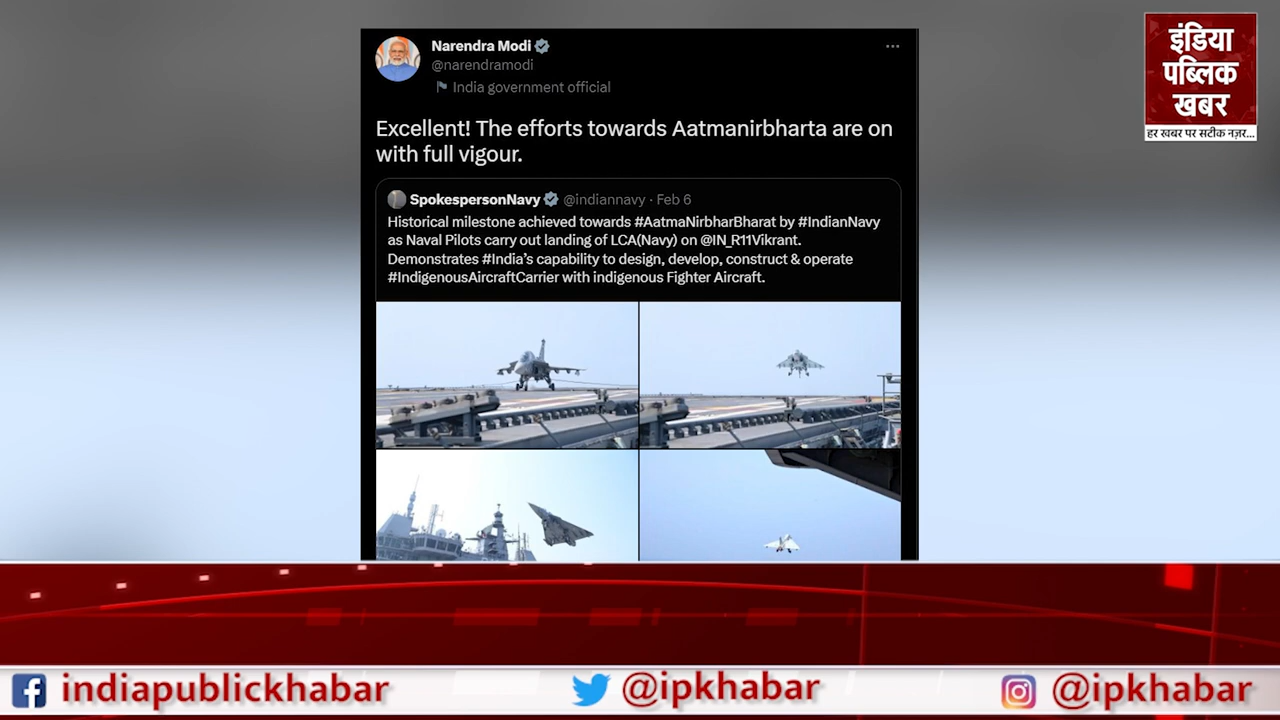 Narendra Modi
@narendramodi
India government official
Excellent! The efforts towards Aatmanirbharta are on
with full vigour.
SpokespersonNavy @indiannavy · Feb 6
Historical milestone achieved towards #AatmaNirbharBharat by #IndianNavy
as Naval Pilots carry out landing of LCA(Navy) on @IN_R11Vikrant.
Demonstrates #India's capability to design, develop, construct & operate
#IndigenousAircraftCarrier with indigenous Fighter Aircraft.
इंडिया
पब्लिक
खबर
हर खबर पर सटीक नज़र...
indiapublickhabar
@ipkhabar
@ipkhabar